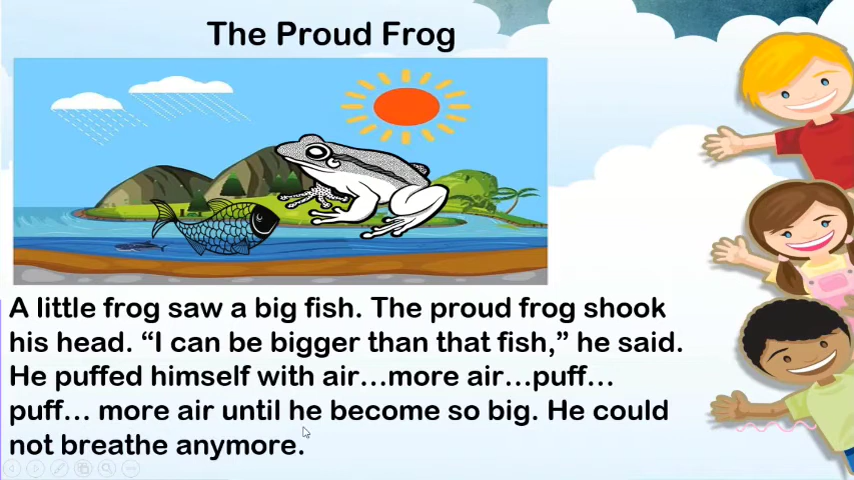 The Proud Frog
A little frog saw a big fish. The proud frog shook
his head. “I can be bigger than that fish,” he said.
He puffed himself with air...more air...puff...
puff... more air until he become so big. He could
not breathe anymore.